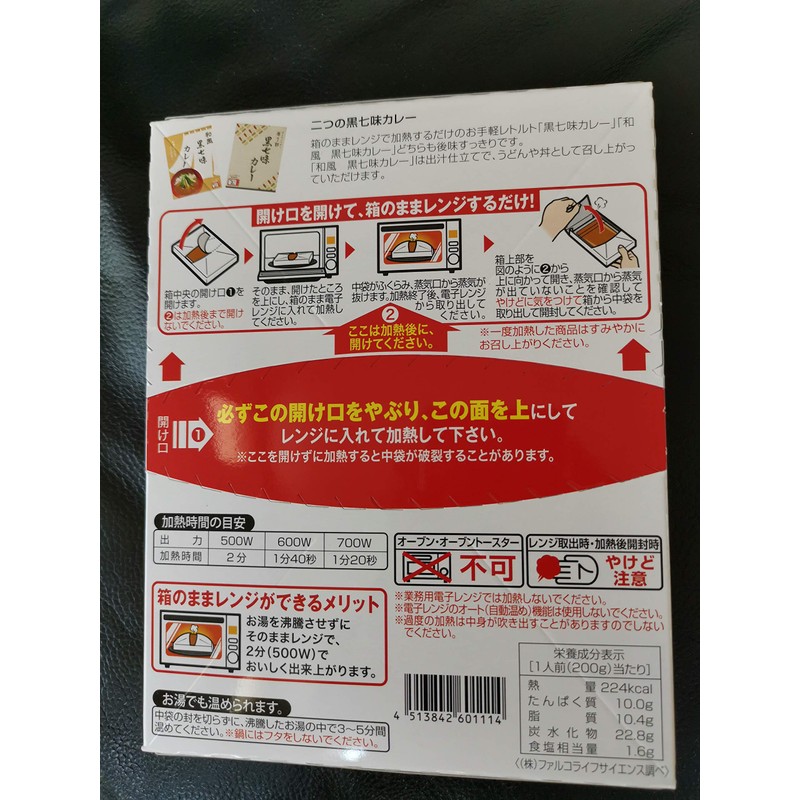 二つの黒七味カレー
箱のままレンジで加熱するだけのお手軽レトルト「黒七味カレー」「和
風 黒七味カレー」どちらも後味すっきりです。
「和風 黒七味カレー」は出汁仕立てで、うどんや丼として召し上がっ
ていただけます。
和風
黒七味
カレー
黒七味
カレー
開け口を開けて、箱のままレンジするだけ!
箱中央の開け口❶を
開けます。
❷は加熱後まで開け
ないでください。
そのまま、開けたところ
を上にし、箱のまま電子
レンジに入れて加熱し
てください。
中袋がふくらみ、蒸気口から蒸気が
抜けます。加熱終了後、電子レンジ
から取り出して
ください。
箱上部を
図のように❷から
上に向かって開き、蒸気口から蒸気
が出ていないことを確認して
やけどに気をつけて箱から中袋を
取り出して開封してください。
②
ここは加熱後に、
開けてください。
※一度加熱した商品はすみやかに
お召し上がりください。
開け口
1
必ずこの開け口をやぶり、この面を上にして
レンジに入れて加熱して下さい。
※ここを開けずに加熱すると中袋が破裂することがあります。
加熱時間の目安
出 力 500W 600W 700W
加熱時間 2分 1分40秒 1分20秒
オーブン・オーブントースター
不可
レンジ取出時・加熱後開封時
やけど
注意
※業務用電子レンジでは加熱しないでください。
※電子レンジのオート(自動温め)機能は使用しないでください。
※過度の加熱は中身が吹き出すことがありますのでしない
でください。
箱のままレンジができるメリット
お湯を沸騰させずに
そのままレンジで、
2分(500W)で
おいしく出来上がります。
お湯でも温められます。
中袋の封を切らずに、沸騰したお湯の中で3〜5分間
温めてください。※鍋にはフタをしないでください。
4 513842 601114
栄養成分表示
[1人前(200g)当たり]
熱 量 224kcal
たんぱく質 10.0g
脂 質 10.4g
炭水化物 22.8g
食塩相当量 1.6g
〈(株)ファルコライフサイエンス調べ〉